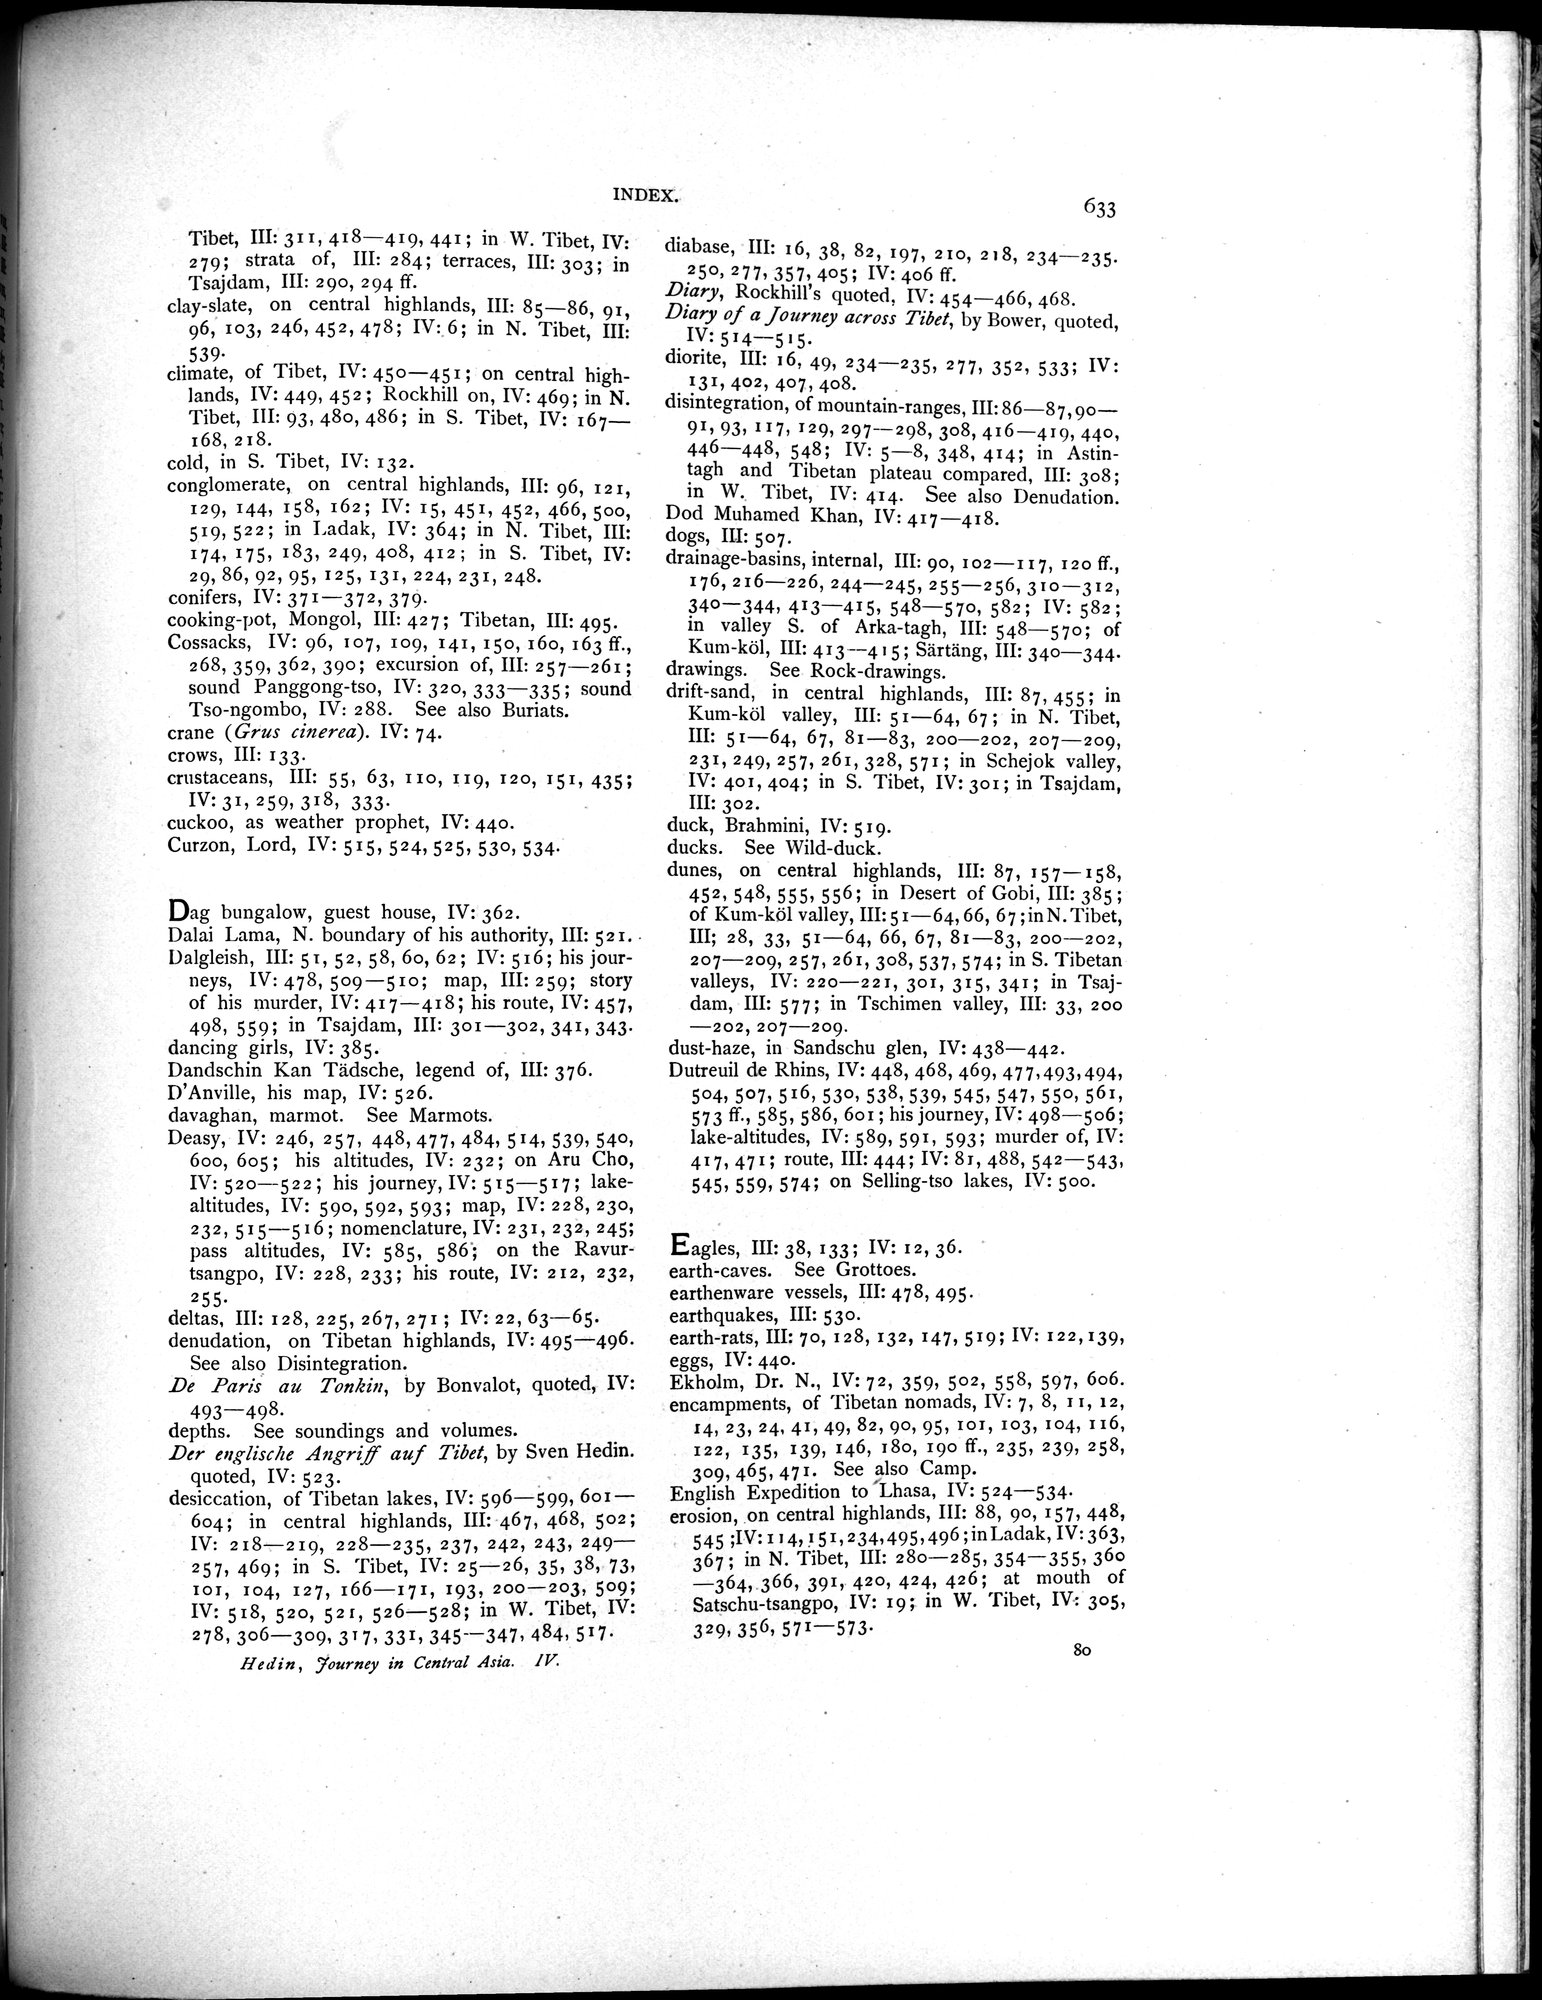 INDEX.
633
Tibet, III: 311, 418—419, 441; in W. Tibet, IV:
279; strata of, III: 284; terraces, III: 303; in
Tsajdam, III: 290, 294 ff.
clay-slate, on central highlands, III: 85—86, 91,
96, 103, 246, 452, 478; IV: 6; in N. Tibet, III:
539.
climate, of Tibet, IV: 450—451; on central high-
lands, IV: 449, 452; Rockhill on, IV: 469; in N.
Tibet, III: 93, 480, 486; in S. Tibet, IV: 167—
168, 218.
cold, in S. Tibet, IV: 132.
conglomerate, on central highlands, III: 96, 121,
129, 144, 158, 162; IV: 15, 451, 452, 466, 500,
519, 522; in Ladak, IV: 364; in N. Tibet, III:
174, 175, 183, 249, 408, 412; in S. Tibet, IV:
29, 86, 92, 95, 125, 131, 224, 231, 248.
conifers, IV: 371—372, 379.
cooking-pot, Mongol, III: 427; Tibetan, III: 495.
Cossacks, IV: 96, 107, 109, 141, 150, 160, 163 ff.,
268, 359, 362, 390; excursion of, III: 257—261;
sound Panggong-tso, IV: 320, 333—335; sound
Tso-ngombo, IV: 288. See also Buriats.
crane (Grus cinerea). IV: 74.
crows, III: 133.
crustaceans, III: 55, 63, 110, 119, 120, 151, 435;
IV: 31, 259, 318, 333.
cuckoo, as weather prophet, IV: 440.
Curzon, Lord, IV: 515, 524, 525, 530, 534.
Dag bungalow, guest house, IV: 362.
Dalai Lama, N. boundary of his authority, III: 521.
Dalgleish, III: 51, 52, 58, 60, 62; IV: 516; his jour-
neys, IV: 478, 509—510; map, III: 259; story
of his murder, IV: 417—418; his route, IV: 457,
498, 559; in Tsajdam, III: 301—302, 341, 343.
dancing girls, IV: 385.
Dandschin Kan Tädsche, legend of, III: 376.
D'Anville, his map, IV: 526.
davaghan, marmot. See Marmots.
Deasy, IV: 246, 257, 448, 477, 484, 514, 539, 540,
600, 605; his altitudes, IV: 232; on Aru Cho,
IV: 520—522; his journey, IV: 515—517; lake-
altitudes, IV: 590, 592, 593; map, IV: 228, 230,
232, 515—516; nomenclature, IV: 231, 232, 245;
pass altitudes, IV: 585, 586; on the Ravur-
tsangpo, IV: 228, 233; his route, IV: 212, 232,
255.
deltas, III: 128, 225, 267, 271; IV: 22, 63—65.
denudation, on Tibetan highlands, IV: 495—496.
See also Disintegration.
De Paris au Tonkin, by Bonvalot, quoted, IV:
493—498.
depths. See soundings and volumes.
Der englische Angriff auf Tibet, by Sven Hedin.
quoted, IV: 523.
desiccation, of Tibetan lakes, IV: 596—599, 601—
604; in central highlands, III: 467, 468, 502;
IV: 218—219, 228—235, 237, 242, 243, 249—
257, 469; in S. Tibet, IV: 25—26, 35, 38, 73,
101, 104, 127, 166—171, 193, 200—203, 509;
IV: 518, 520, 521, 526—528; in W. Tibet, IV:
278, 306—309, 317, 331, 345—347, 484, 517.
Hedin, Journey in Central Asia. IV.
diabase, III: 16, 38, 82, 197, 210, 218, 234—235.
250, 277, 357, 405; IV: 406 ff.
Diary, Rockhill's quoted, IV: 454—466, 468.
Diary of a Journey across Tibet, by Bower, quoted,
IV: 514—515.
diorite, III: 16, 49, 234—235, 277, 352, 533; IV:
131, 402, 407, 408.
disintegration, of mountain-ranges, III: 86—87, 90—
91, 93, 117, 129, 297—298, 308, 416—419, 440,
446—448, 548; IV: 5—8, 348, 414; in Astin-
tagh and Tibetan plateau compared, III: 308;
in W. Tibet, IV: 414. See also Denudation.
Dod Muhamed Khan, IV: 417—418.
dogs, III: 507.
drainage-basins, internal, III: 90, 102—117, 120 ff.,
176, 216—226, 244—245, 255—256, 310—312,
340—344, 413—415, 548—570, 582; IV: 582;
in valley S. of Arka-tagh, III: 548—570; of
Kum-köl, III: 413—415; Särtäng, III: 340—344.
drawings. See Rock-drawings.
drift-sand, in central highlands, III: 87, 455; in
Kum-köl valley, III: 51—64, 67; in N. Tibet,
III: 51—64, 67, 81—83, 200—202, 207—209,
231, 249, 257, 261, 328, 571; in Schejok valley,
IV: 401, 404; in S. Tibet, IV: 301; in Tsajdam,
III: 302.
duck, Brahmini, IV: 519.
ducks. See Wild-duck.
dunes, on central highlands, III: 87, 157—158,
452, 548, 555, 556; in Desert of Gobi, III: 385;
of Kum-köl valley, III: 51—64, 66, 67; in N. Tibet,
III; 28, 33, 51—64, 66, 67, 81—83, 200—202,
207—209, 257, 261, 308, 537, 574; in S. Tibetan
valleys, IV: 220—221, 301, 315, 341; in Tsaj-
dam, III: 577; in Tschimen valley, III: 33, 200
—202, 207—209.
dust-haze, in Sandschu glen, IV: 438—442.
Dutreuil de Rhins, IV: 448, 468, 469, 477, 493, 494,
504, 507, 516, 530, 538, 539, 545, 547, 550, 561,
573 ff., 585, 586, 601; his journey, IV: 498—506;
lake-altitudes, IV: 589, 591, 593; murder of, IV:
417, 471; route, III: 444; IV: 81, 488, 542—543,
545, 559, 574; on Selling-tso lakes, IV: 500.
Eagles, III: 38, 133; IV: 12, 36.
earth-caves. See Grottoes.
earthenware vessels, III: 478, 495.
earthquakes, III: 530.
earth-rats, III: 70, 128, 132, 147, 519; IV: 122, 139,
eggs, IV: 440.
Ekholm, Dr. N., IV: 72, 359, 502, 558, 597, 606.
encampments, of Tibetan nomads, IV: 7, 8, 11, 12,
14, 23, 24, 41, 49, 82, 90, 95, 101, 103, 104, 116,
122, 135, 139, 146, 180, 190 ff., 235, 239, 258,
309, 465, 471. See also Camp.
English Expedition to Lhasa, IV: 524—534.
erosion, on central highlands, III: 88, 90, 157, 448,
545 ;IV: 114, 151, 234, 495, 496; in Ladak, IV: 363,
367; in N. Tibet, III: 280—285, 354—355, 360
—364, 366, 391, 420, 424, 426; at mouth of
Satschu-tsangpo, IV: 19; in W. Tibet, IV: 305,
329, 356, 571—573.
80